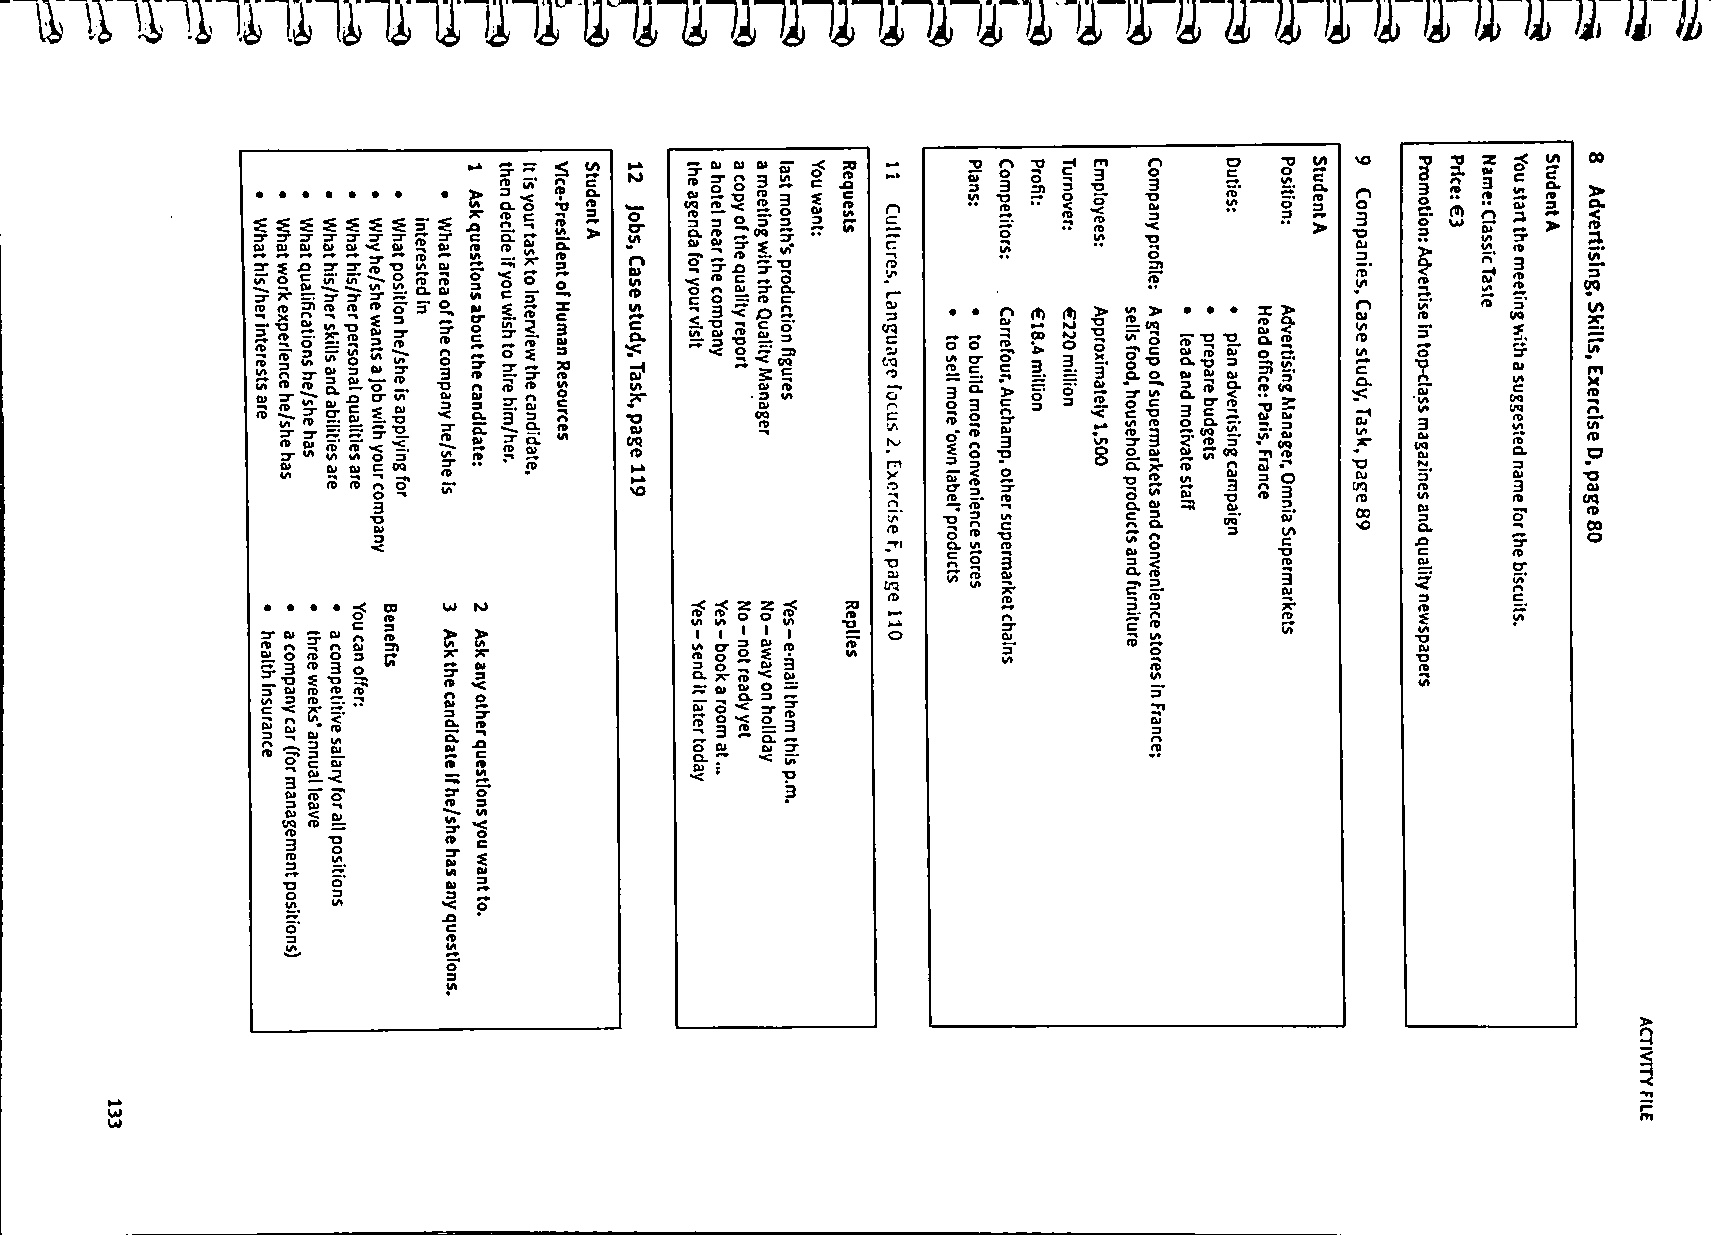 ACTIVITY FILE
8 Advertising, Skills, Exercise D, page 80
Student A
You start the meeting with a suggested name for the biscuits.
Name: Classic Taste
Price: €3
Promotion: Advertise in top-class magazines and quality newspapers
9 Companies, Case study, Task, page 89
Student A
Position: Advertising Manager, Omnia Supermarkets
Head office: Paris, France
Duties: • plan advertising campaign
• prepare budgets
• lead and motivate staff
Company profile: A group of supermarkets and convenience stores in France;
sells food, household products and furniture
Employes: Approximately 1,500
Turnover: €220 million
Profit: €18.4 million
Competitors: Carrefour, Auchamp, other supermarket chains
Plans: • to build more convenience stores
• to sell more 'own label' products
11 Cultures, Language focus 2, Exercise F, page 110
Requests Replies
You want:
last month's production figures Yes – e-mail them this p.m.
a meeting with the Quality Manager No – away on holiday
a copy of the quality report No – not ready yet
a hotel near the company Yes – book a room at ...
the agenda for your visit Yes – send it later today
12 Jobs, Case study, Task, page 119
Student A
Vice-President of Human Resources
It is your task to interview the candidate,
then decide if you wish to hire him/her.
1 Ask questions about the candidate:
• What area of the company he/she is
interested in
• What position he/she is applying for
• Why he/she wants a job with your company
• What his/her personal qualities are
• What his/her skills and abilities are
• What qualifications he/she has
• What work experience he/she has
• What his/her interests are
2 Ask any other questions you want to.
3 Ask the candidate if he/she has any questions.
Benefits
You can offer:
• a competitive salary for all positions
• three weeks' annual leave
• a company car (for management positions)
• health insurance
133